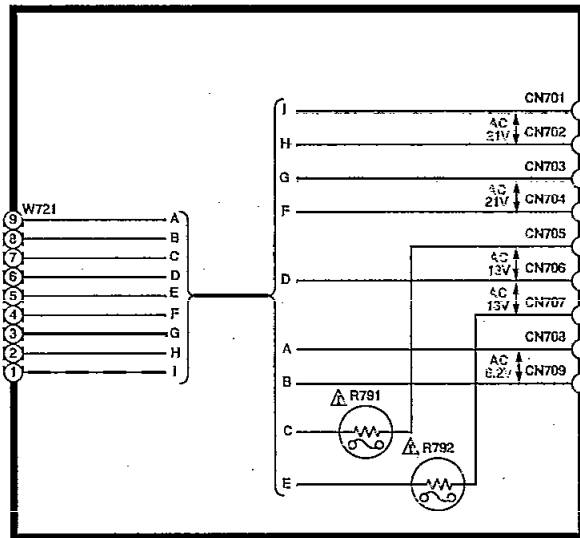 CN701
I
AC
21V
CN702
H
CN703
G
AC
21V
CN704
F
W721
CN705
9 A
8 B
AC
13V
CN706
7 C
6 D
D
5 E
AC
13V
CN707
4 F
3 G
CN708
2 H
A
AC
6.2V
CN709
1 I
B
R791
C
R792
E